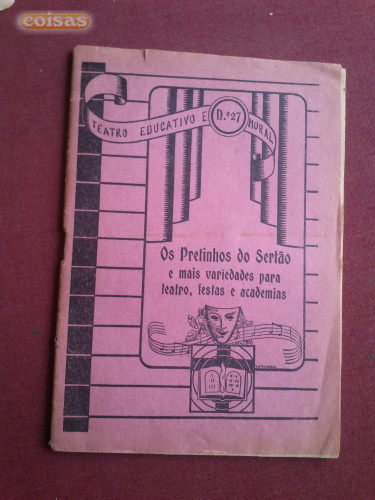 coisas
TEATRO EDUCATIVO E N.º 27 MORAL
Os Pretinhos do Sertão
e mais variedades para
teatro, festas e academias